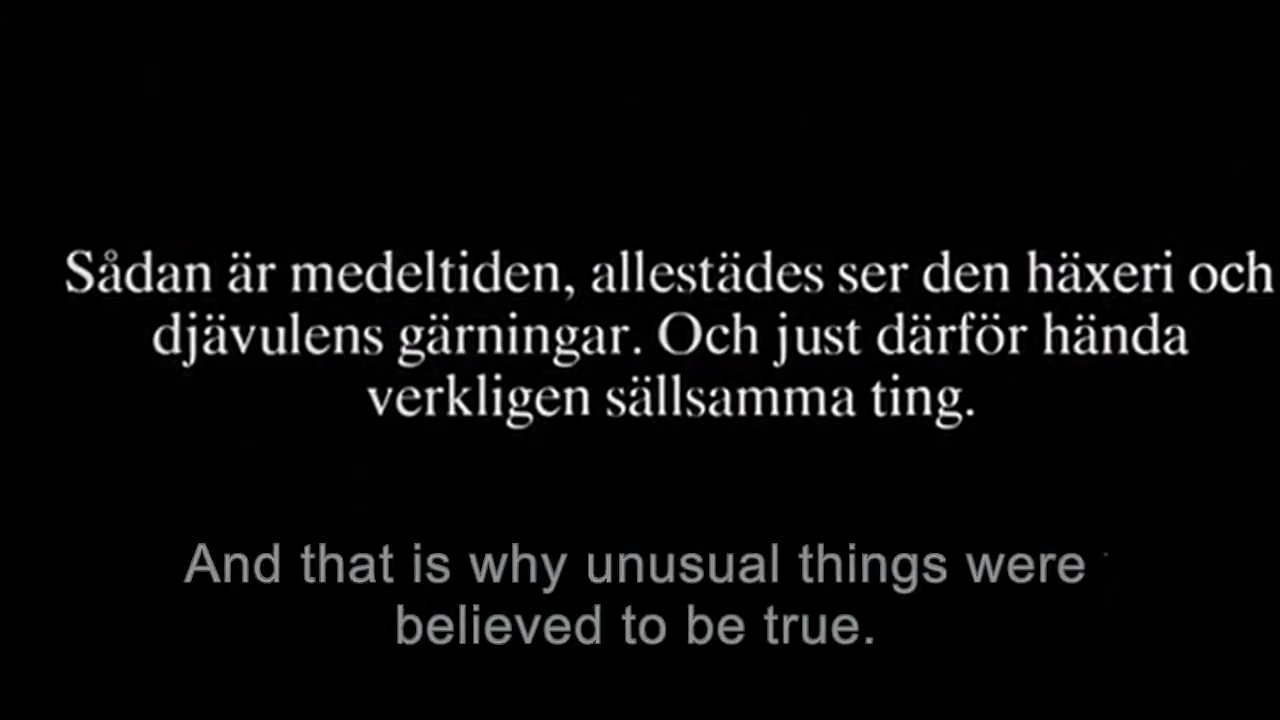 Sådan är medeltiden, allestädes ser den häxeri och
djävulens gärningar. Och just därför hända
verkligen sällsamma ting.
And that is why unusual things were
believed to be true.